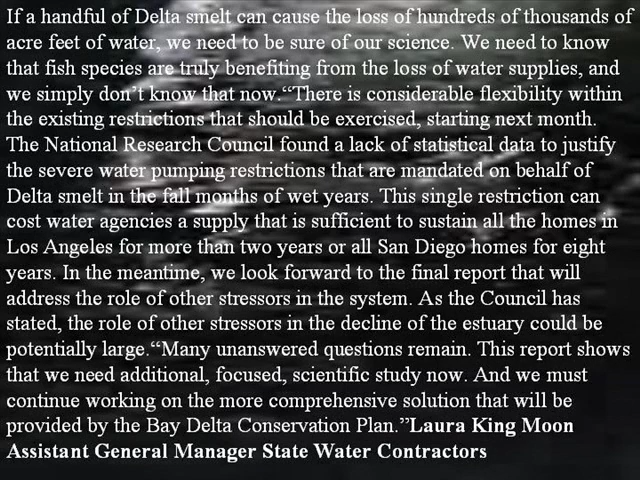 If a handful of Delta smelt can cause the loss of hundreds of thousands of
acre feet of water, we need to be sure of our science. We need to know
that fish species are truly benefiting from the loss of water supplies, and
we simply don’t know that now.“There is considerable flexibility within
the existing restrictions that should be exercised, starting next month.
The National Research Council found a lack of statistical data to justify
the severe water pumping restrictions that are mandated on behalf of
Delta smelt in the fall months of wet years. This single restriction can
cost water agencies a supply that is sufficient to sustain all the homes in
Los Angeles for more than two years or all San Diego homes for eight
years. In the meantime, we look forward to the final report that will
address the role of other stressors in the system. As the Council has
stated, the role of other stressors in the decline of the estuary could be
potentially large.“Many unanswered questions remain. This report shows
that we need additional, focused, scientific study now. And we must
continue working on the more comprehensive solution that will be
provided by the Bay Delta Conservation Plan.”Laura King Moon
Assistant General Manager State Water Contractors